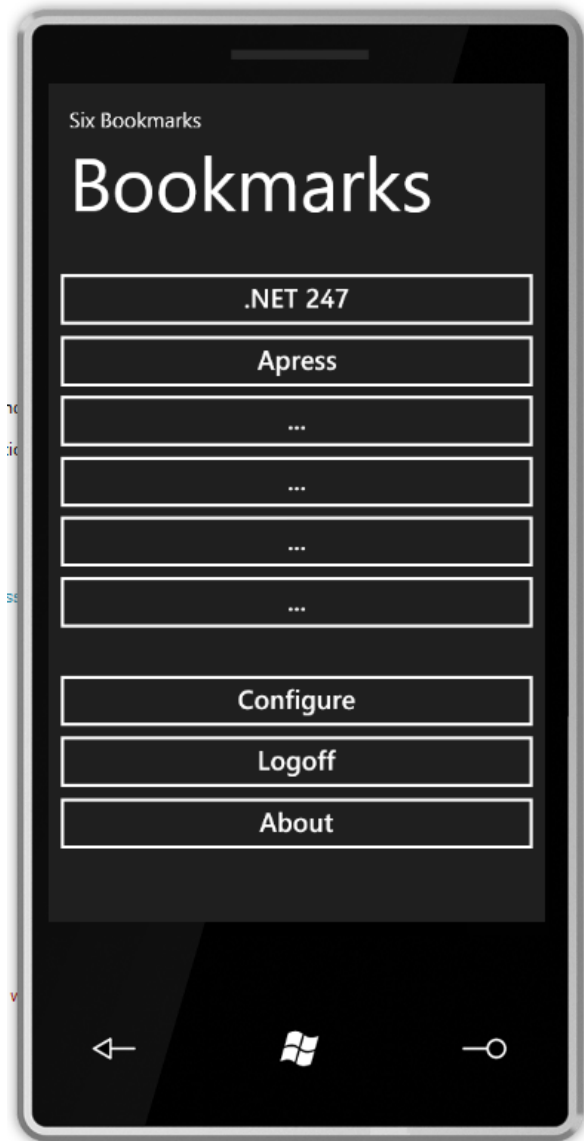 Six Bookmarks
Bookmarks
.NET 247
Apress
...
...
...
...
Configure
Logoff
About